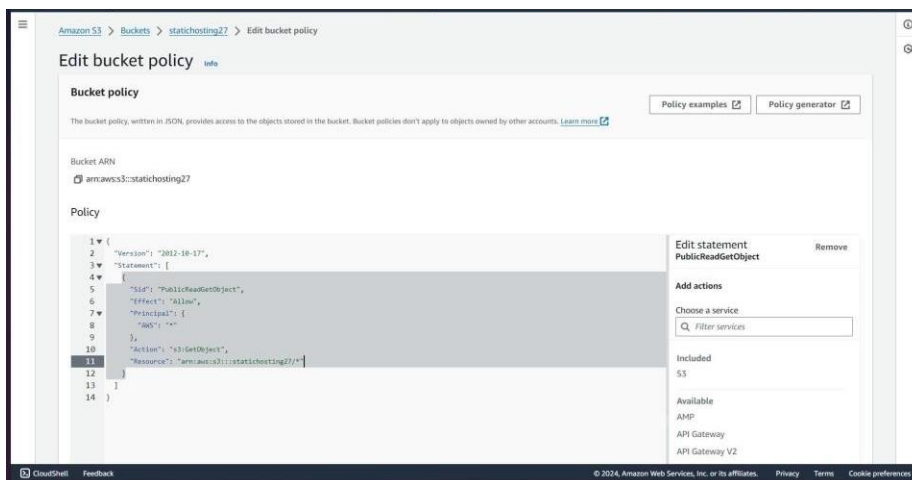 Amazon S3 > Buckets > statichosting27 > Edit bucket policy
Edit bucket policy Info
Bucket policy
Policy examples
Policy generator
The bucket policy, written in JSON, provides access to the objects stored in the bucket. Bucket policies don't apply to objects owned by other accounts. Learn more
Bucket ARN
arn:aws:s3:::statichosting27
Policy
1 {
2 "Version": "2012-10-17",
3 "Statement": [
4 {
5 "Sid": "PublicReadGetObject",
6 "Effect": "Allow",
7 "Principal": {
8 "AWS": "*"
9 },
10 "Action": "s3:GetObject",
11 "Resource": "arn:aws:s3:::statichosting27/*"
12 }
13 ]
14 }
Edit statement
Remove
PublicReadGetObject
Add actions
Choose a service
Filter services
Included
S3
Available
AMP
API Gateway
API Gateway V2
CloudShell Feedback © 2024, Amazon Web Services, Inc. or its affiliates. Privacy Terms Cookie preferences